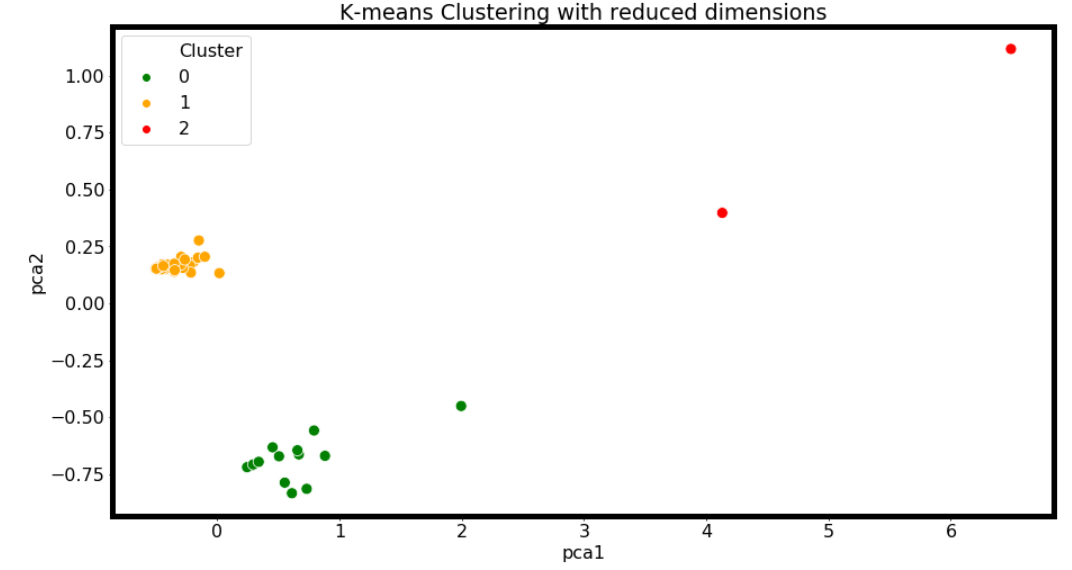 K-means Clustering with reduced dimensions
Cluster
0
1
2
1.00
0.75
0.50
0.25
0.00
−0.25
−0.50
−0.75
pca2
0 1 2 3 4 5 6
pca1